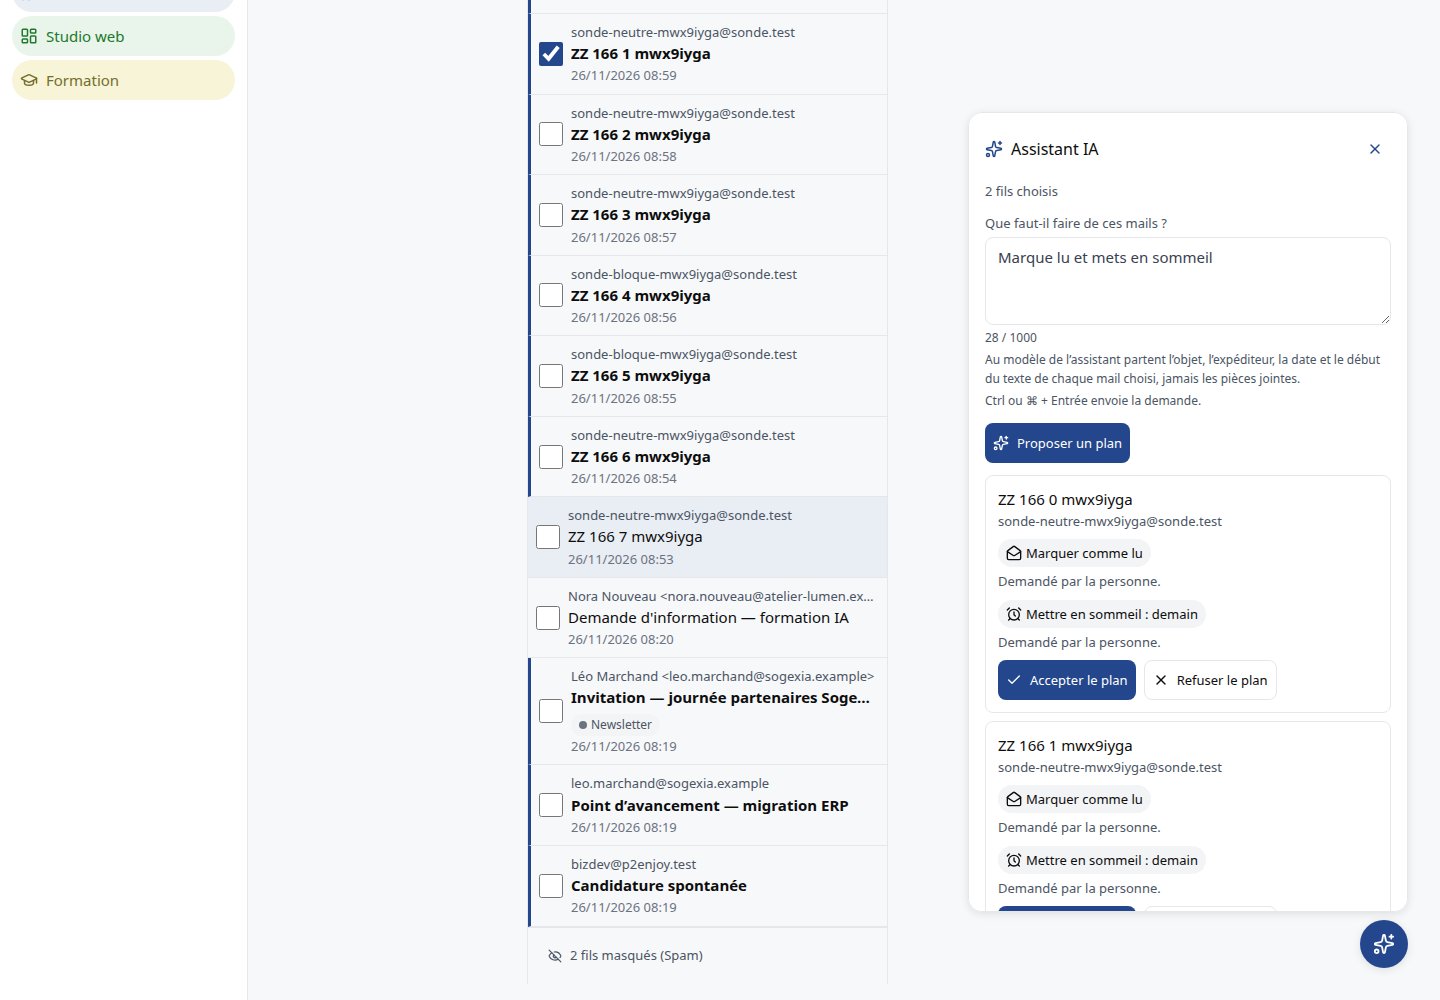 Studio web
Formation
sonde-neutre-mwx9iyga@sonde.test
ZZ 166 1 mwx9iyga
26/11/2026 08:59
sonde-neutre-mwx9iyga@sonde.test
ZZ 166 2 mwx9iyga
26/11/2026 08:58
sonde-neutre-mwx9iyga@sonde.test
ZZ 166 3 mwx9iyga
26/11/2026 08:57
sonde-bloque-mwx9iyga@sonde.test
ZZ 166 4 mwx9iyga
26/11/2026 08:56
sonde-bloque-mwx9iyga@sonde.test
ZZ 166 5 mwx9iyga
26/11/2026 08:55
sonde-neutre-mwx9iyga@sonde.test
ZZ 166 6 mwx9iyga
26/11/2026 08:54
sonde-neutre-mwx9iyga@sonde.test
ZZ 166 7 mwx9iyga
26/11/2026 08:53
Nora Nouveau <nora.nouveau@atelier-lumen.ex…
Demande d'information — formation IA
26/11/2026 08:20
Léo Marchand <leo.marchand@sogexia.example>
Invitation — journée partenaires Soge…
Newsletter
26/11/2026 08:19
leo.marchand@sogexia.example
Point d’avancement — migration ERP
26/11/2026 08:19
bizdev@p2enjoy.test
Candidature spontanée
26/11/2026 08:19
2 fils masqués (Spam)
Assistant IA
2 fils choisis
Que faut-il faire de ces mails ?
Marque lu et mets en sommeil
28 / 1000
Au modèle de l’assistant partent l’objet, l’expéditeur, la date et le début
du texte de chaque mail choisi, jamais les pièces jointes.
Ctrl ou ⌘ + Entrée envoie la demande.
Proposer un plan
ZZ 166 0 mwx9iyga
sonde-neutre-mwx9iyga@sonde.test
Marquer comme lu
Demandé par la personne.
Mettre en sommeil : demain
Demandé par la personne.
Accepter le plan
Refuser le plan
ZZ 166 1 mwx9iyga
sonde-neutre-mwx9iyga@sonde.test
Marquer comme lu
Demandé par la personne.
Mettre en sommeil : demain
Demandé par la personne.